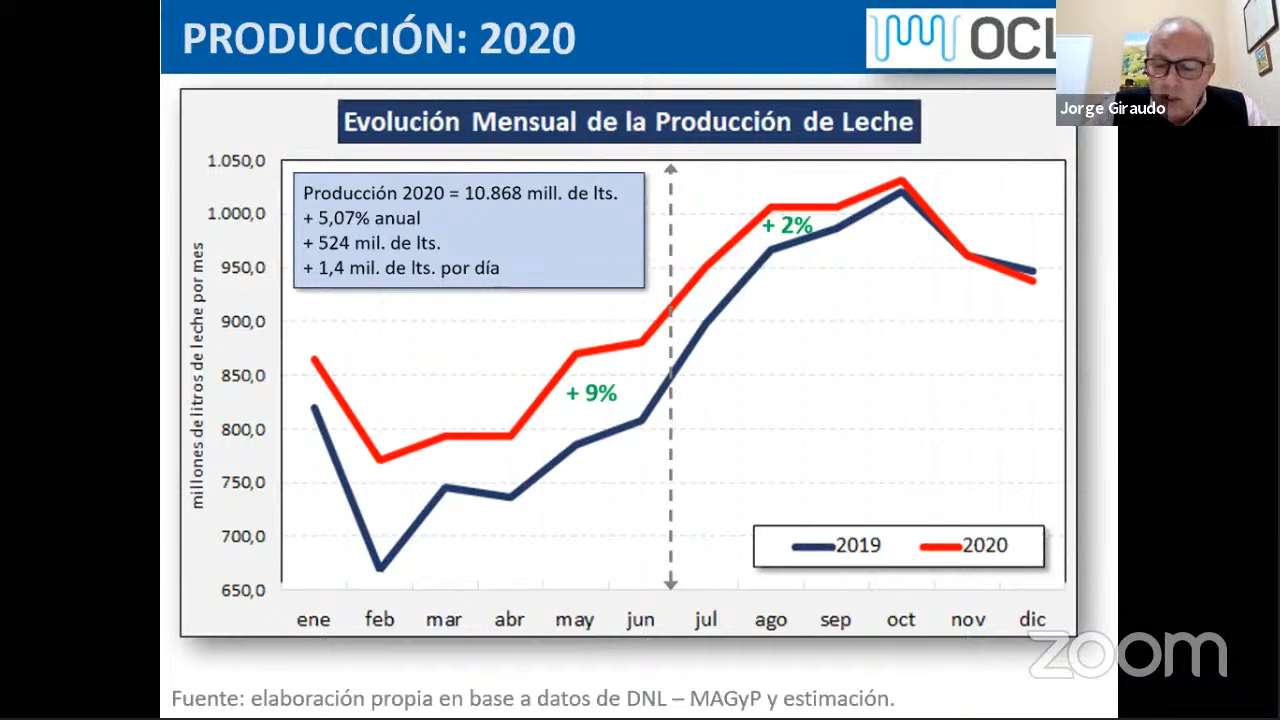 PRODUCCIÓN: 2020
OCL
Jorge Giraudo
Evolución Mensual de la Producción de Leche
1.050,0
1.000,0
950,0
900,0
850,0
800,0
750,0
700,0
650,0
millones de litros de leche por mes
Producción 2020 = 10.868 mill. de lts.
+ 5,07% anual
+ 524 mil. de lts.
+ 1,4 mil. de lts. por día
+ 2%
+ 9%
2019 2020
ene feb mar abr may jun jul ago sep oct nov dic
zoom
Fuente: elaboración propia en base a datos de DNL – MAGyP y estimación.